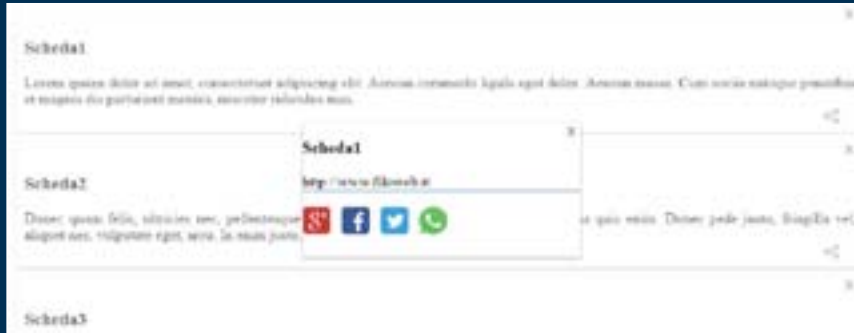 x
Scheda1
Lorem ipsum dolor sit amet, consectetuer adipiscing elit. Aenean commodo ligula eget dolor. Aenean massa. Cum sociis natoque penatibus
et magnis dis parturient montes, nascetur ridiculus mus.
x
Scheda1
http://www.
x
Scheda2
Donec quam felis, ultricies nec, pellentesque quis enim. Donec pede justo, fringilla vel,
aliquet nec, vulputate eget, arcu. In enim justo,
x
Scheda3